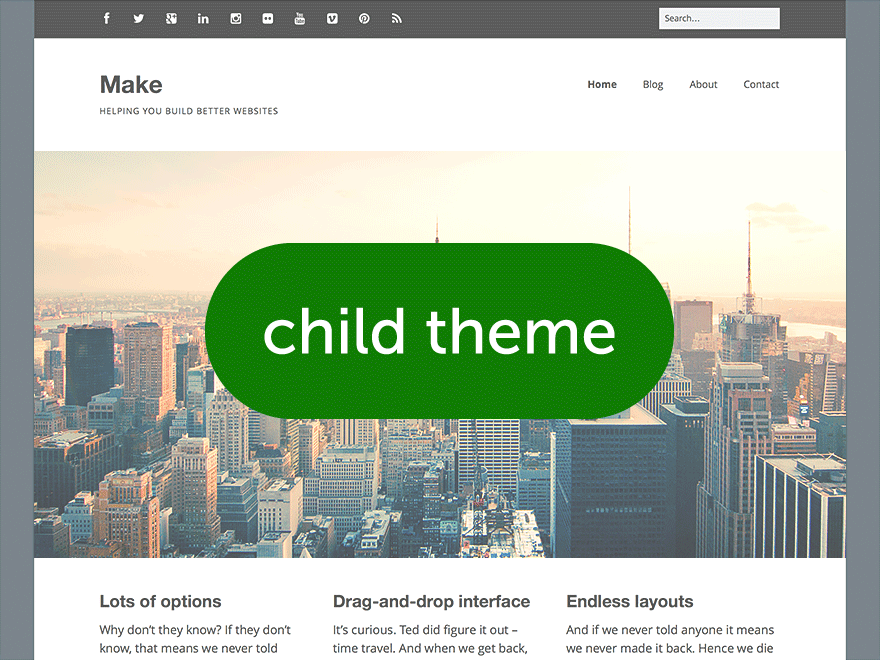 You Tube
Search...
Make
Home Blog About Contact
HELPING YOU BUILD BETTER WEBSITES
child theme
Lots of options
Why don't they know? If they don't
know, that means we never told
Drag-and-drop interface
It's curious. Ted did figure it out –
time travel. And when we get back,
Endless layouts
And if we never told anyone it means
we never made it back. Hence we die